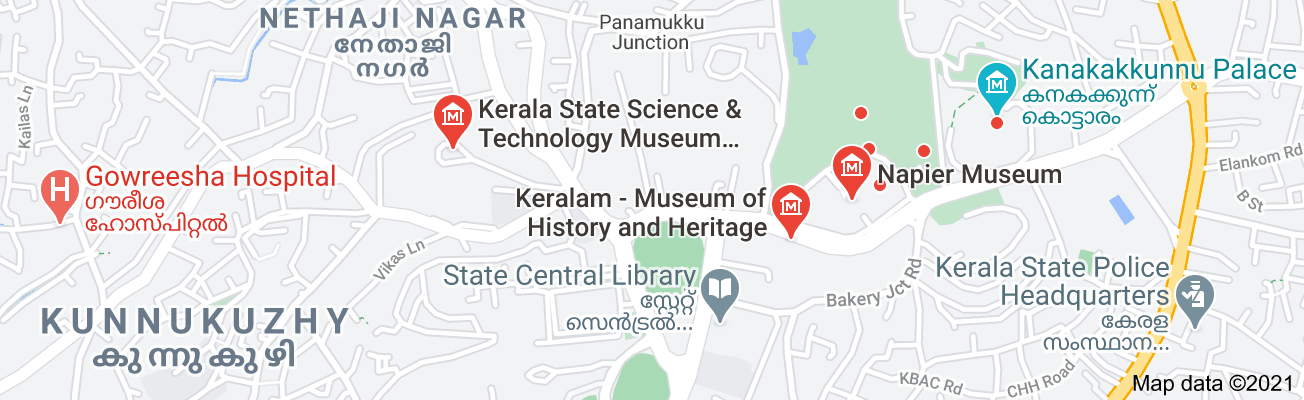 NETHAJI NAGAR
നേതാജി
നഗർ
Panamukku
Junction
Kanakakkunnu Palace
കനകക്കുന്ന്
കൊട്ടാരം
Kailas Ln
Kerala State Science &
Technology Museum...
Elankom Rd
Gowreesha Hospital
ഗൗരീശ
ഹോസ്പിറ്റൽ
Napier Museum
B St
Keralam - Museum of
History and Heritage
Vikas Ln
State Central Library
സ്റ്റേറ്റ്
സെൻട്രൽ...
Bakery Jct Rd
Kerala State Police
Headquarters
കേരള
സംസ്ഥാന...
KUNNUKUZHY
കുന്നുകുഴി
KBAC Rd
CHH Road
Map data ©2021